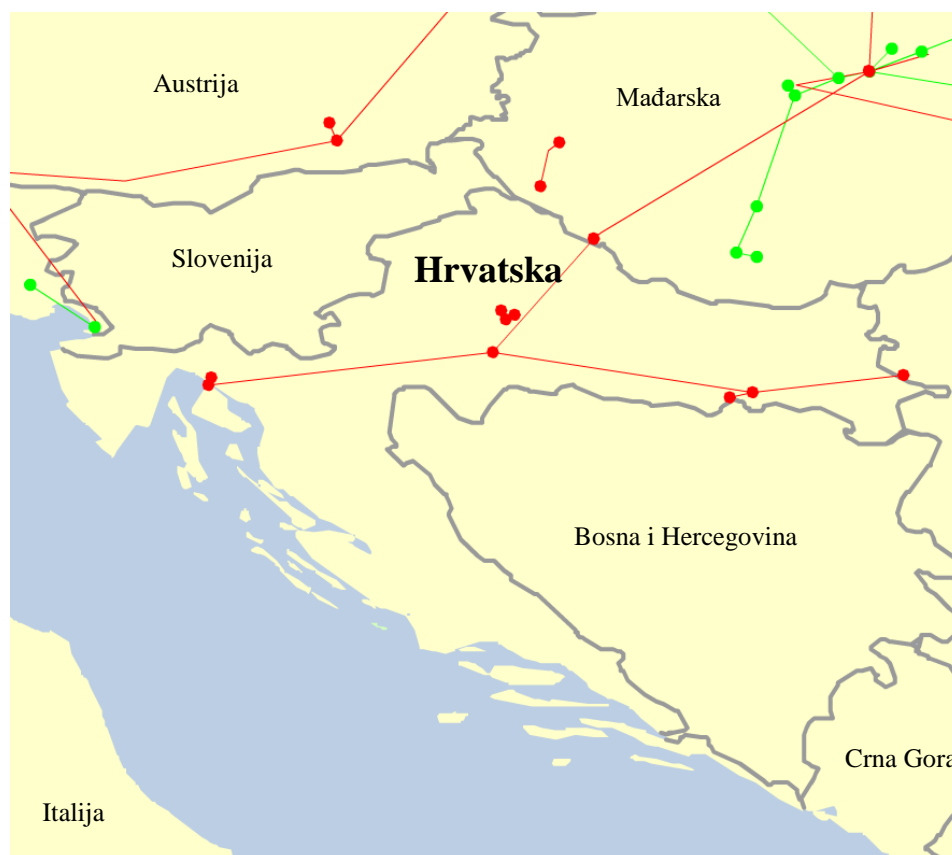 Austrija
Mađarska
Slovenija
Hrvatska
Bosna i Hercegovina
Crna Gora
Italija